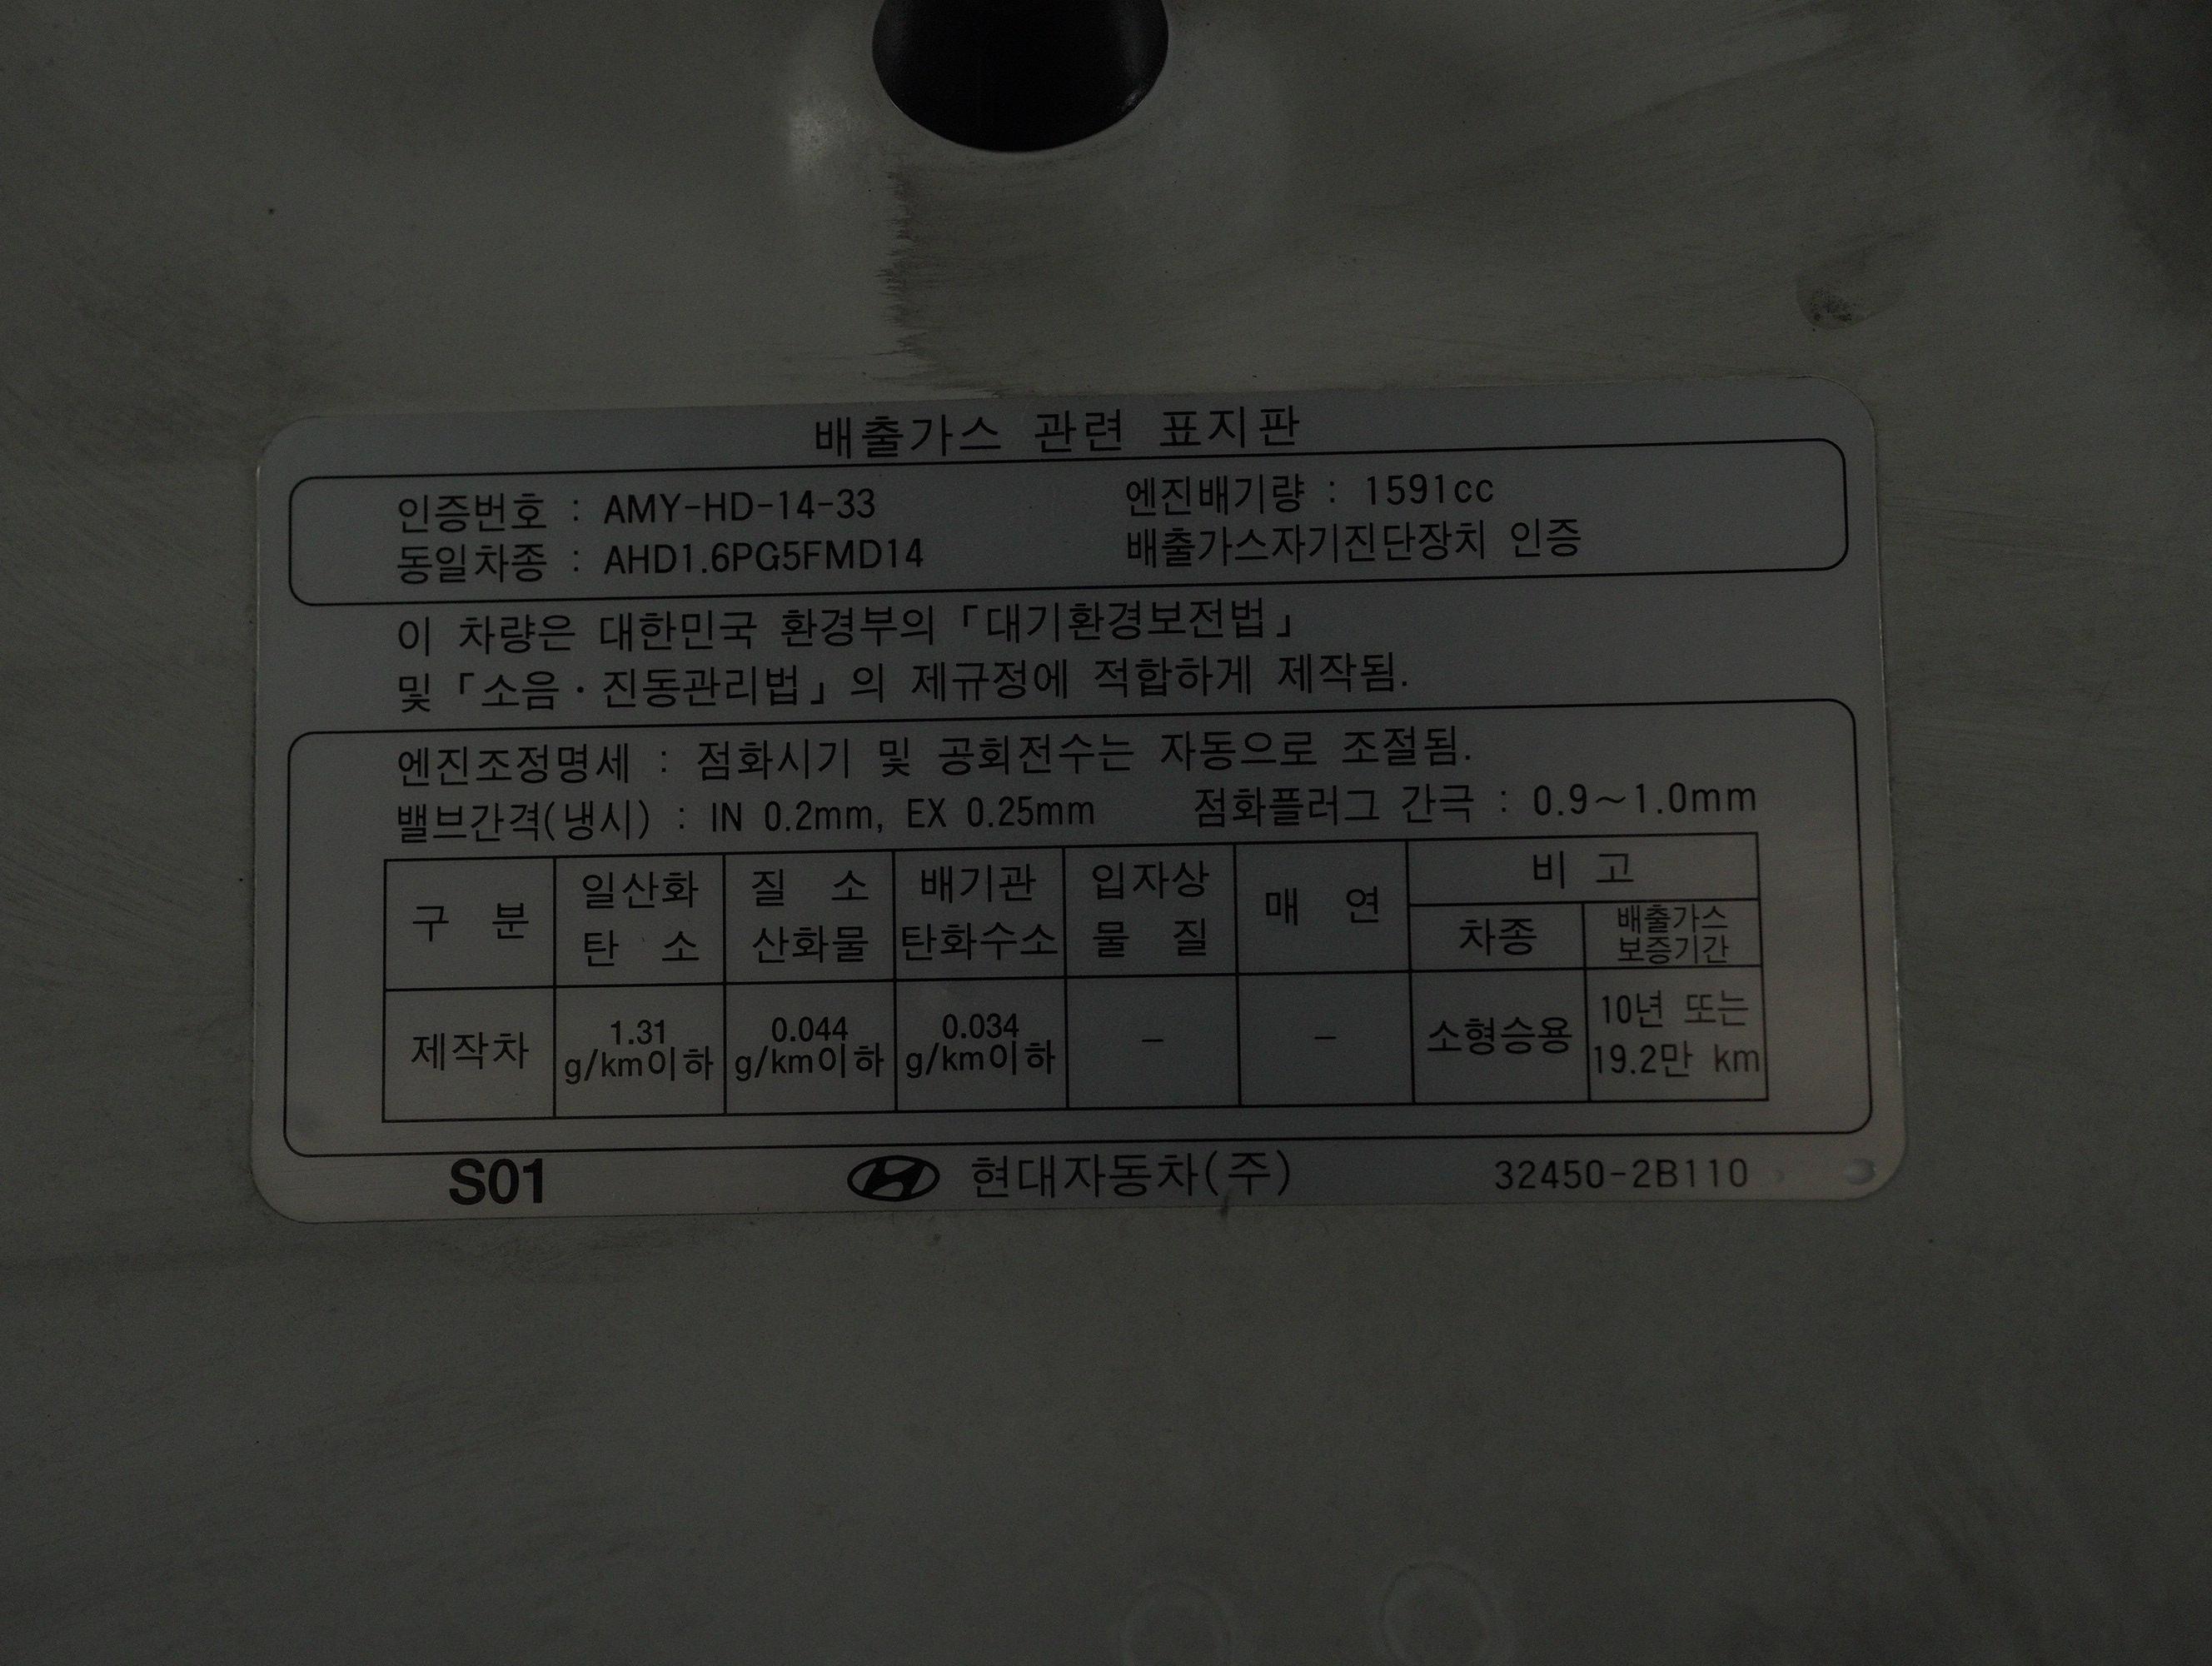 배출가스 관련 표지판
인증번호 : AMY-HD-14-33 엔진배기량 : 1591cc
동일차종 : AHD1.6PG5FMD14 배출가스자기진단장치 인증
이 차량은 대한민국 환경부의 「대기환경보전법」
및 「소음·진동관리법」의 제규정에 적합하게 제작됨.
엔진조정명세 : 점화시기 및 공회전수는 자동으로 조절됨.
밸브간격(냉시) : IN 0.2mm, EX 0.25mm 점화플러그 간극 : 0.9~1.0mm
구 분
일산화
탄 소
질 소
산화물
배기관
탄화수소
입자상
물 질
매 연
비 고
차종
배출가스
보증기간
제작차
1.31
g/km이하
0.044
g/km이하
0.034
g/km이하
–
–
소형승용
10년 또는
19.2만 km
S01 현대자동차(주) 32450-2B110